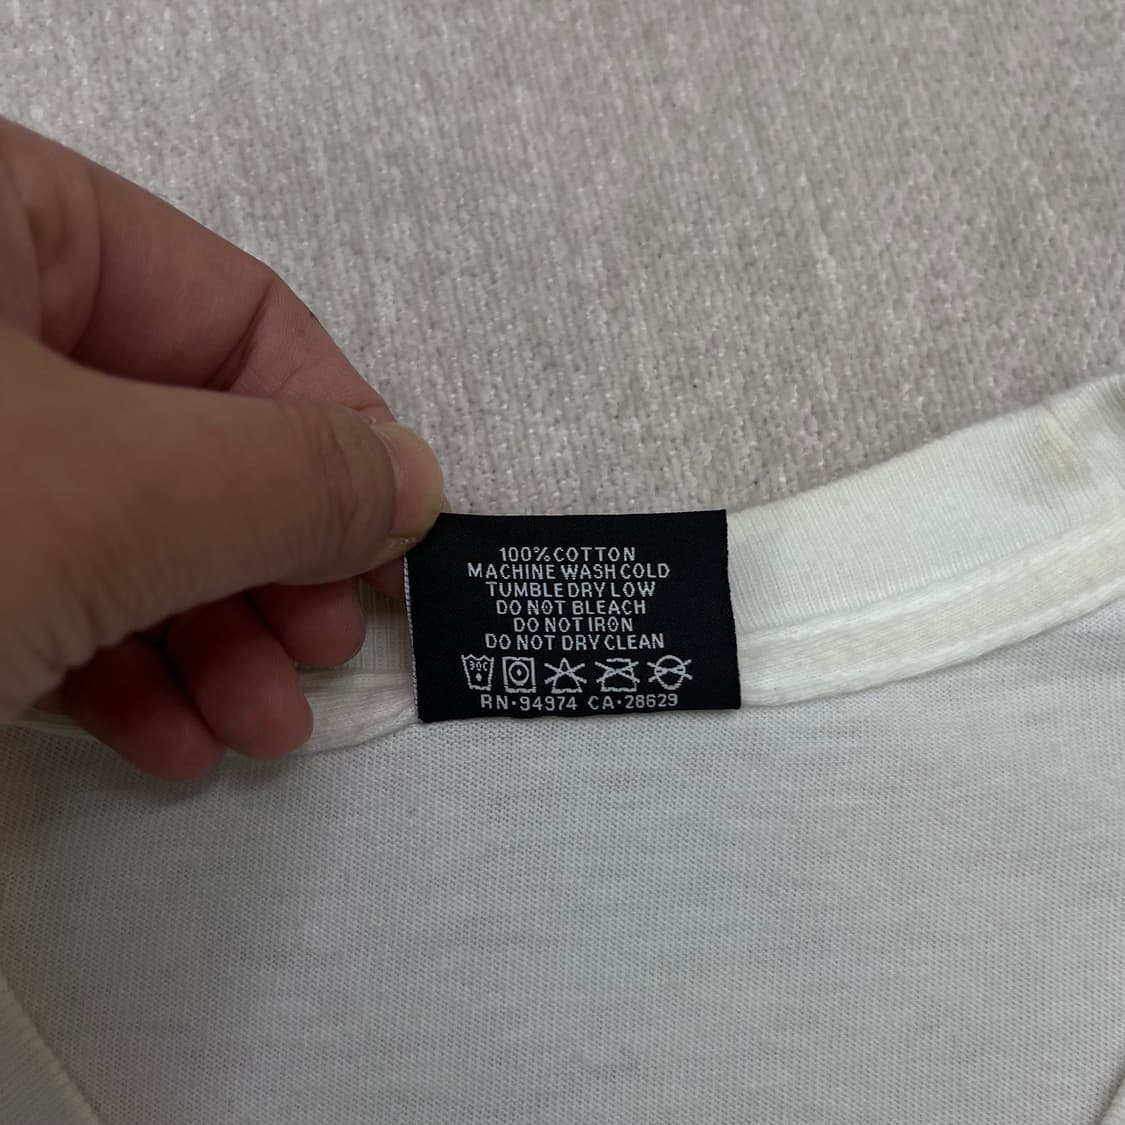 100% COTTON
MACHINE WASH COLD
TUMBLE DRY LOW
DO NOT BLEACH
DO NOT IRON
DO NOT DRY CLEAN
30C
RN·94974 CA·28629